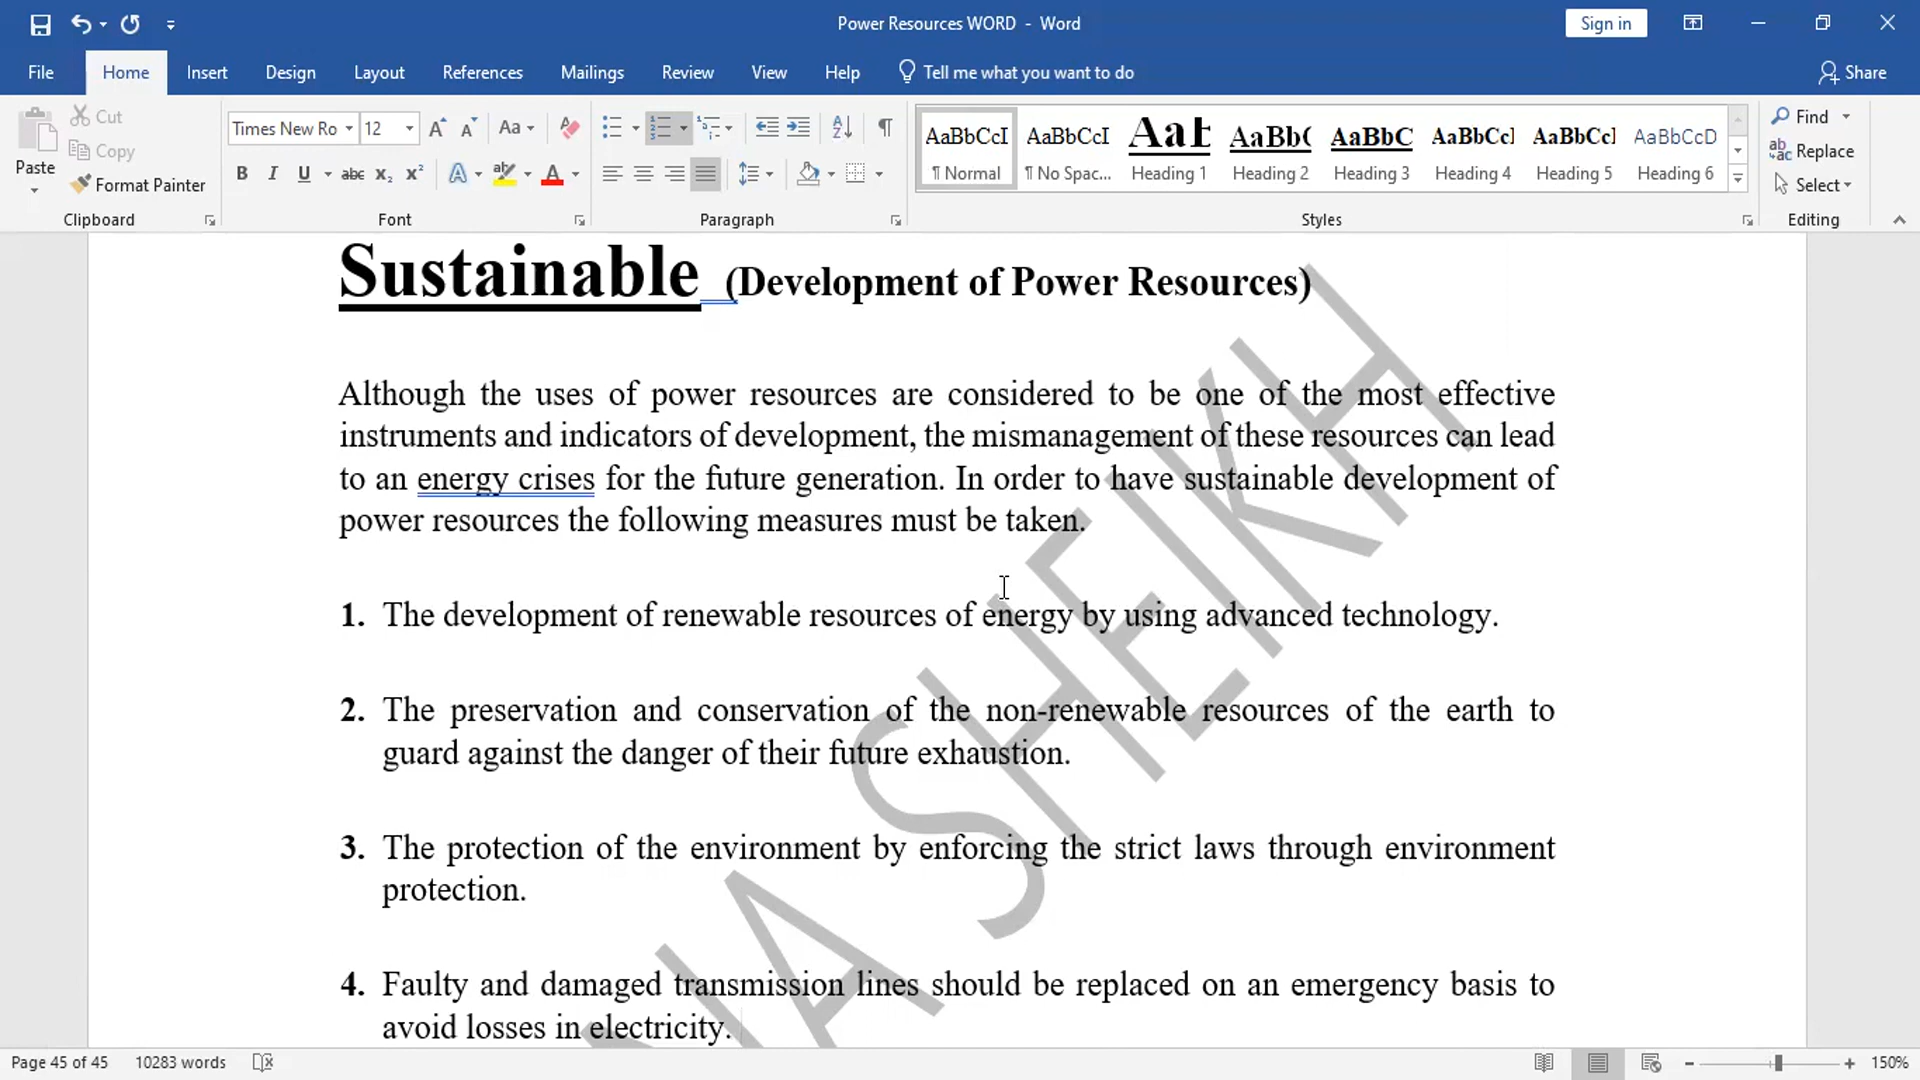 Power Resources WORD - Word
Sign in
File Home Insert Design Layout References Mailings Review View Help Tell me what you want to do Share
Paste
Cut
Copy
Format Painter
Clipboard
Times New Ro 12
Font
Paragraph
AaBbCcI AaBbCcI AaB AaBbC AaBbC AaBbCcI AaBbCcI AaBbCcD
¶ Normal ¶ No Spac... Heading 1 Heading 2 Heading 3 Heading 4 Heading 5 Heading 6
Styles
Find
Replace
Select
Editing
Sustainable (Development of Power Resources)
Although the uses of power resources are considered to be one of the most effective
instruments and indicators of development, the mismanagement of these resources can lead
to an energy crises for the future generation. In order to have sustainable development of
power resources the following measures must be taken.
1. The development of renewable resources of energy by using advanced technology.
2. The preservation and conservation of the non-renewable resources of the earth to
guard against the danger of their future exhaustion.
3. The protection of the environment by enforcing the strict laws through environment
protection.
4. Faulty and damaged transmission lines should be replaced on an emergency basis to
avoid losses in electricity.
NA SHEIKH
Page 45 of 45 10283 words
150%